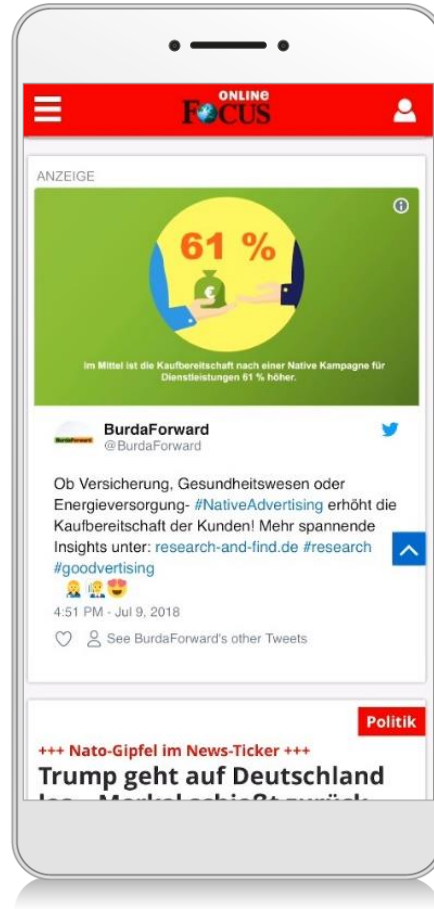 ONLINE
FOCUS
ANZEIGE
61 %
Im Mittel ist die Kaufbereitschaft nach einer Native Kampagne für
Dienstleistungen 61 % höher.
BurdaForward
BurdaForward
@BurdaForward
Ob Versicherung, Gesundheitswesen oder
Energieversorgung- #NativeAdvertising erhöht die
Kaufbereitschaft der Kunden! Mehr spannende
Insights unter: research-and-find.de #research
#goodvertising
4:51 PM - Jul 9, 2018
See BurdaForward's other Tweets
Politik
+++ Nato-Gipfel im News-Ticker +++
Trump geht auf Deutschland